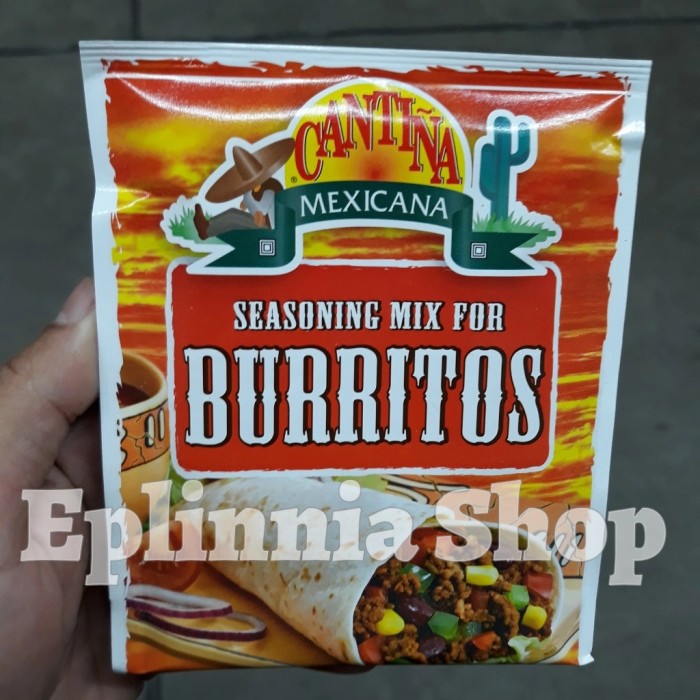 CANTIÑA
®
MEXICANA
SEASONING MIX FOR
BURRITOS
Eplinnia Shop